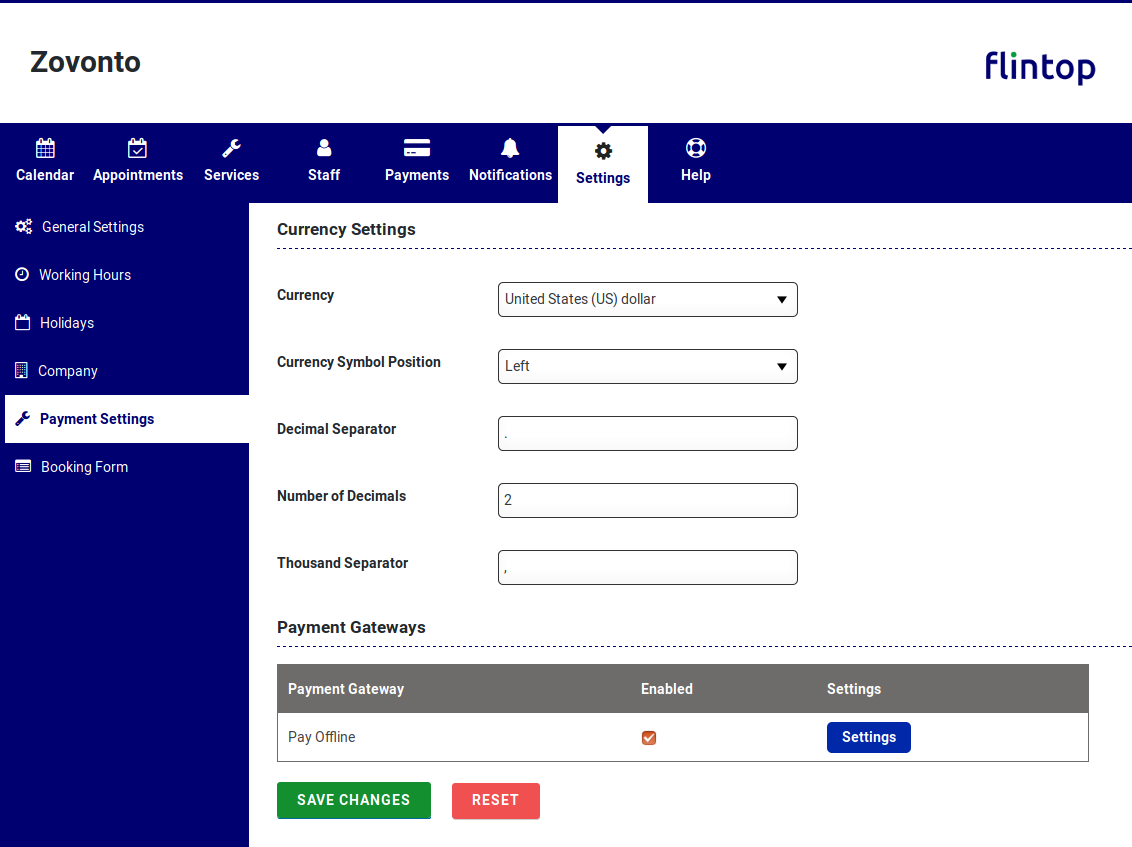 Zovonto
flintop
Calendar
Appointments
Services
Staff
Payments
Notifications
Settings
Help
General Settings
Working Hours
Holidays
Company
Payment Settings
Booking Form
Currency Settings
Currency
United States (US) dollar
Currency Symbol Position
Left
Decimal Separator
.
Number of Decimals
2
Thousand Separator
,
Payment Gateways
Payment Gateway Enabled Settings
Pay Offline Settings
SAVE CHANGES
RESET